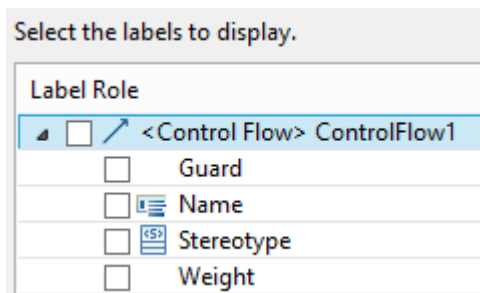 Select the labels to display.
Label Role
<Control Flow> ControlFlow1
Guard
Name
<S> Stereotype
Weight